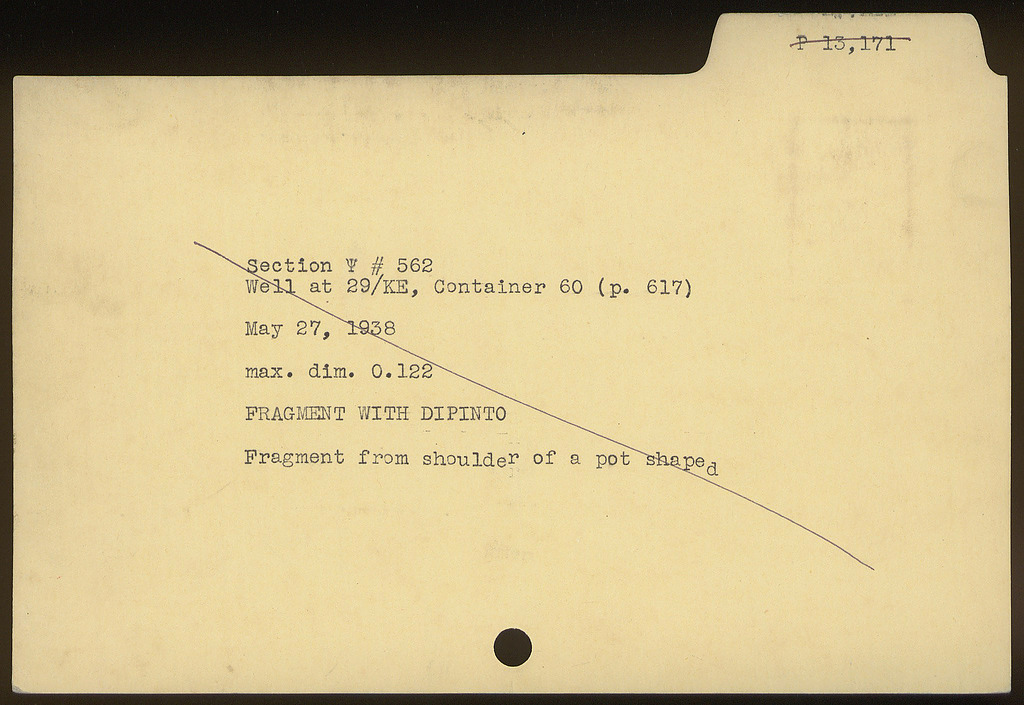 P 13,171
Section Ψ # 562
Well at 29/KE, Container 60 (p. 617)
May 27, 1938
max. dim. 0.122
FRAGMENT WITH DIPINTO
Fragment from shoulder of a pot shaped